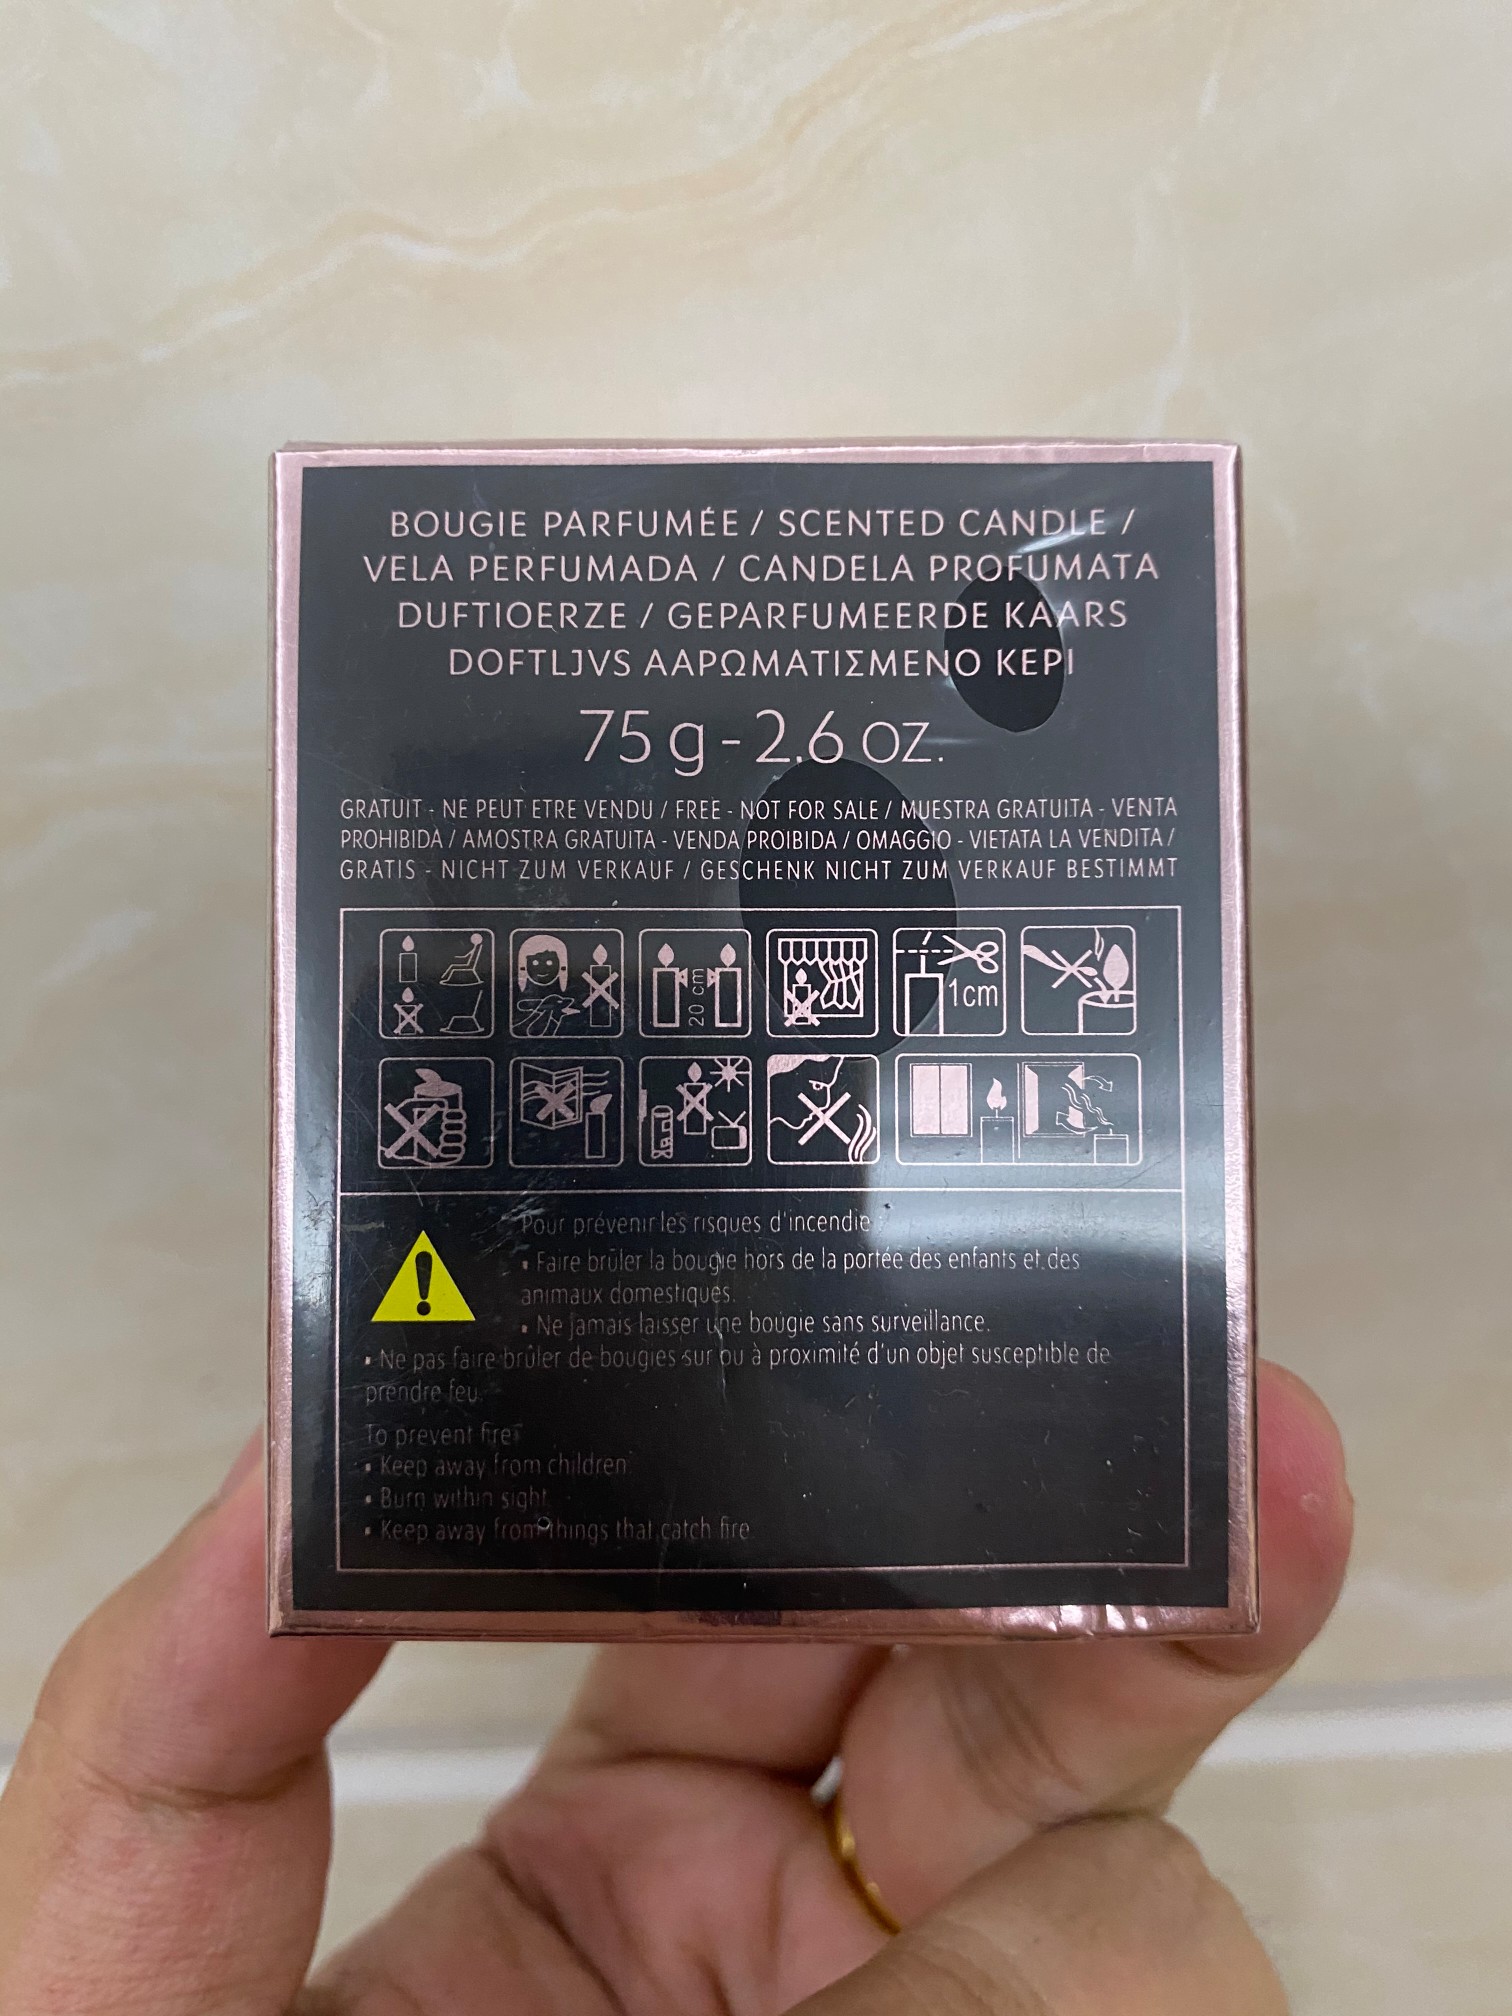 BOUGIE PARFUMÉE / SCENTED CANDLE /
VELA PERFUMADA / CANDELA PROFUMATA
DUFTIOERZE / GEPARFUMEERDE KAARS
DOFTLJVS AAPΩMATIΣMENO KEPI
75 g - 2.6 oz.
GRATUIT - NE PEUT ETRE VENDU / FREE - NOT FOR SALE / MUESTRA GRATUITA - VENTA
PROHIBIDA / AMOSTRA GRATUITA - VENDA PROIBIDA / OMAGGIO - VIETATA LA VENDITA /
GRATIS - NICHT ZUM VERKAUF / GESCHENK NICHT ZUM VERKAUF BESTIMMT
20 cm
1cm
Pour prévenir les risques d'incendie :
▪ Faire brûler la bougie hors de la portée des enfants et des
animaux domestiques.
▪ Ne jamais laisser une bougie sans surveillance.
▪ Ne pas faire brûler de bougies sur ou à proximité d'un objet susceptible de
prendre feu.
To prevent fire
▪ Keep away from children
▪ Burn within sight
▪ Keep away from things that catch fire